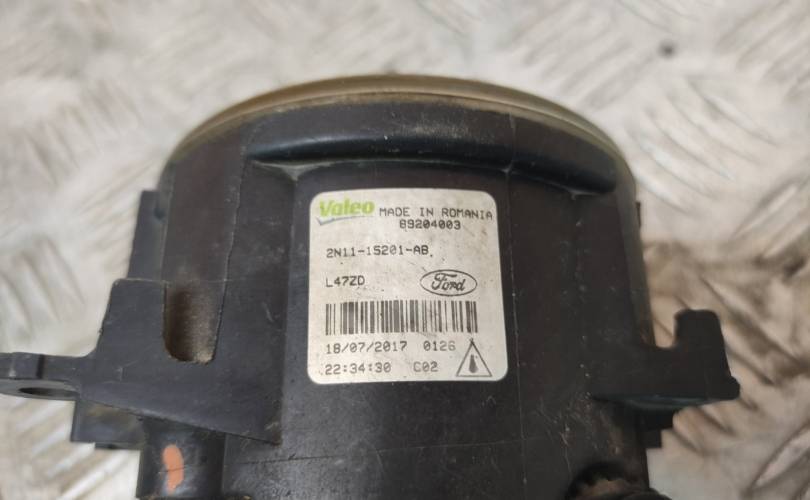 Valeo MADE IN ROMANIA
89204003
2N11-15201-AB.
L47ZD Ford
18/07/2017 0126
22:34:30 C02